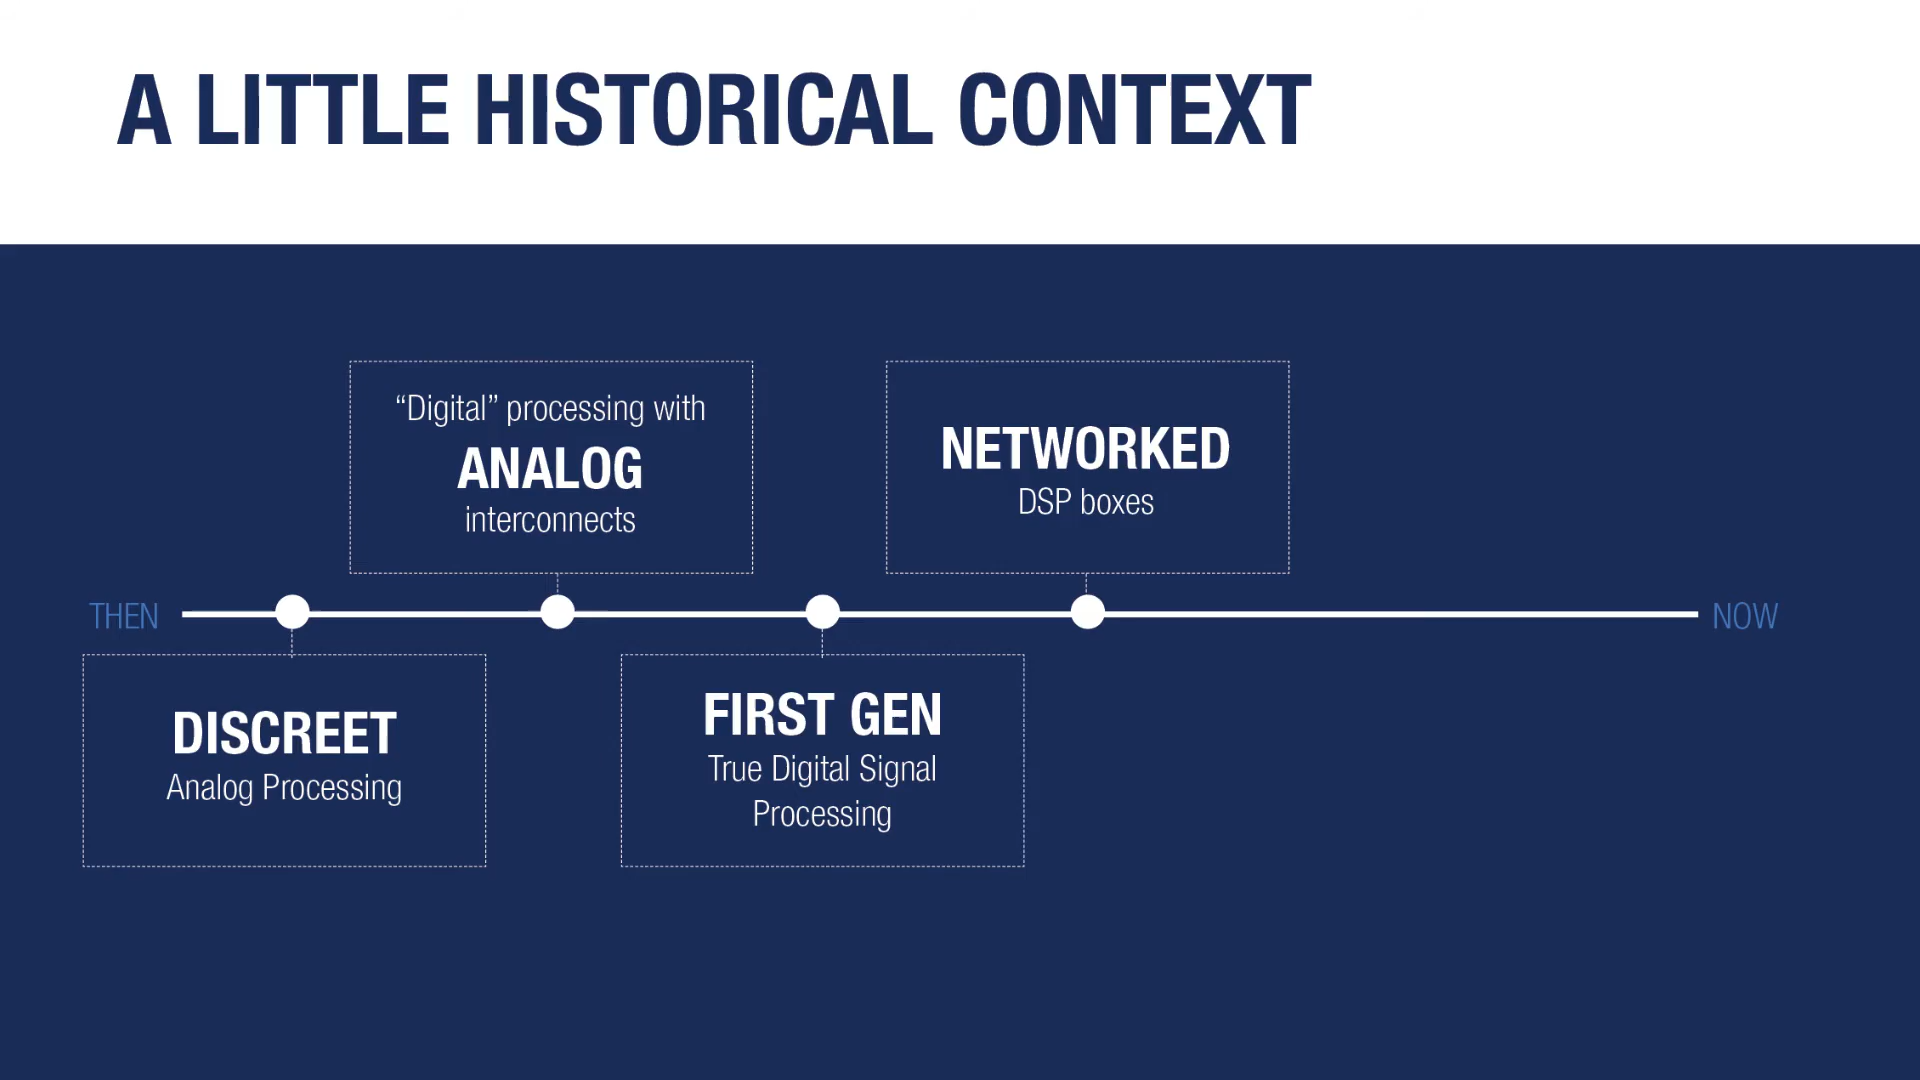 A LITTLE HISTORICAL CONTEXT
“Digital” processing with
ANALOG
interconnects
NETWORKED
DSP boxes
THEN
NOW
DISCREET
Analog Processing
FIRST GEN
True Digital Signal
Processing